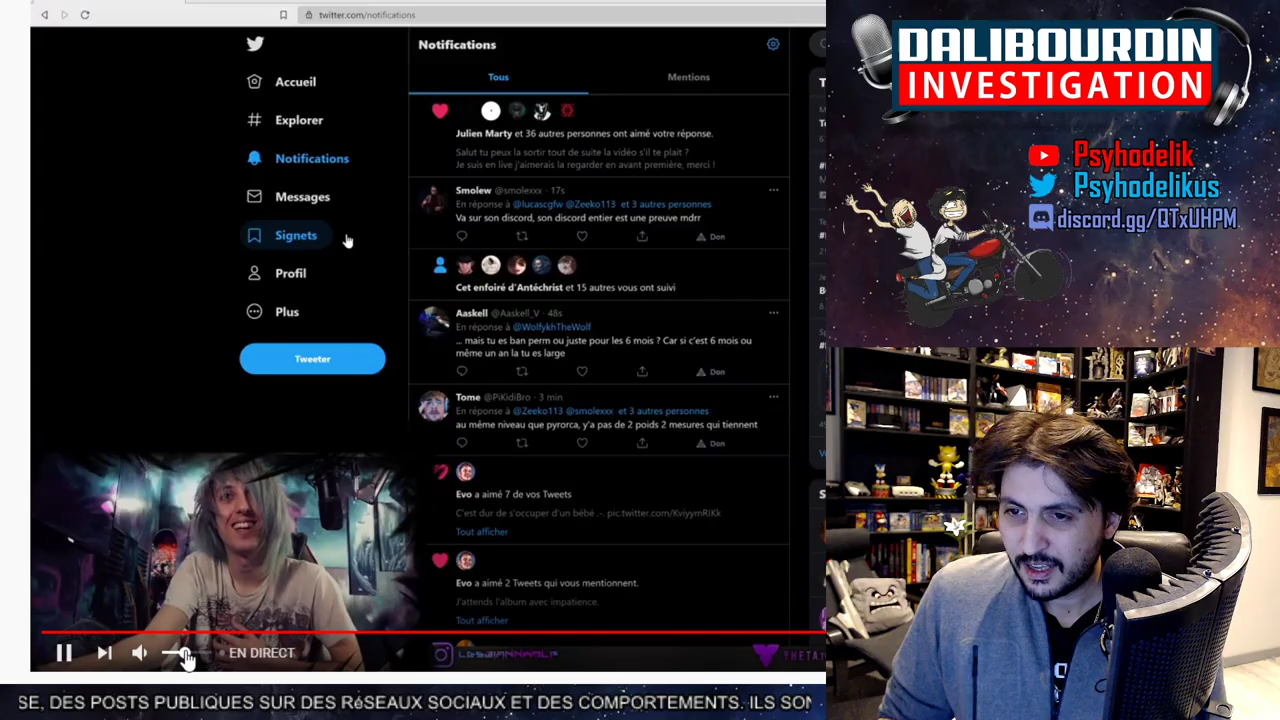 twitter.com/notifications
Accueil
Explorer
Notifications
Messages
Signets
Profil
Plus
Tweeter
Notifications
Tous
Mentions
Julien Marty et 36 autres personnes ont aimé votre réponse.
Salut tu peux la sortir tout de suite la vidéo s'il te plait ?
Je suis en live j'aimerais la regarder en avant première, merci !
Smolew @smolexxx · 17s
En réponse à @lucascgfw @Zeeko113 et 3 autres personnes
Va sur son discord, son discord entier est une preuve mdrr
Don
Cet enfoiré d'Antéchrist et 15 autres vous ont suivi
Aaskell @Aaskell_V · 48s
En réponse à @WolfykhTheWolf
... mais tu es ban perm ou juste pour les 6 mois ? Car si c'est 6 mois ou
même un an la tu es large
Don
Tome @PiKidiBro · 3 min
En réponse à @Zeeko113 @smolexxx et 3 autres personnes
au même niveau que pyrorca, y'a pas de 2 poids 2 mesures qui tiennent
Don
Evo a aimé 7 de vos Tweets
C'est dur de s'occuper d'un bébé .-. pic.twitter.com/KviyymRIKk
Tout afficher
Evo a aimé 2 Tweets qui vous mentionnent.
J'attends l'album avec impatience.
Tout afficher
EN DIRECT
DALIBOURDIN
INVESTIGATION
Psyhodelik
Psyhodelikus
discord.gg/QTxUHPM
SE, DES POSTS PUBLIQUES SUR DES RéSEAUX SOCIAUX ET DES COMPORTEMENTS. ILS SON